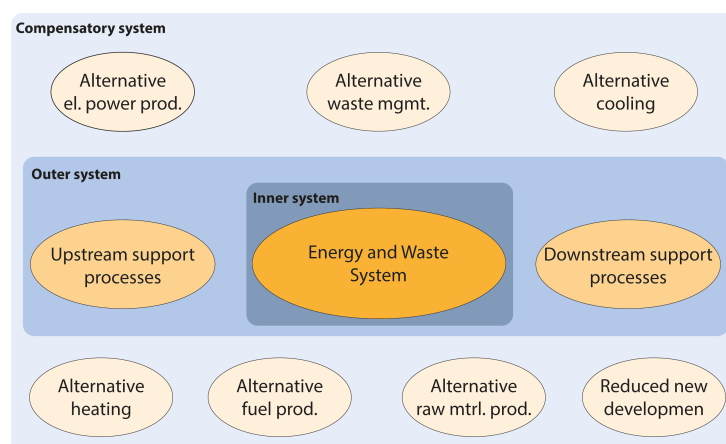 Compensatory system
Alternative
el. power prod.
Alternative
waste mgmt.
Alternative
cooling
Outer system
Inner system
Upstream support
processes
Energy and Waste
System
Downstream support
processes
Alternative
heating
Alternative
fuel prod.
Alternative
raw mtrl. prod.
Reduced new
developmen